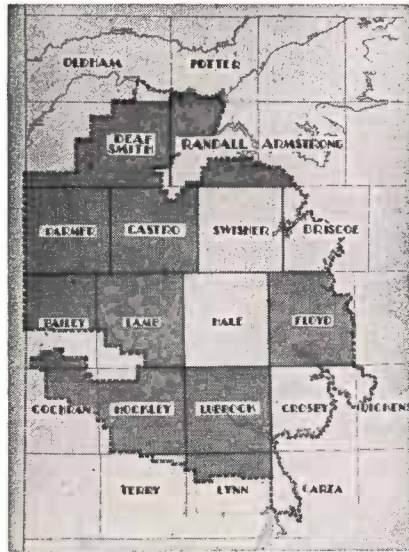 OLDHAM POTTER
DEAF SMITH RANDALL ARMSTRONG
PARMER CASTRO SWISHER BRISCOE
BAILEY LAMB HALE FLOYD
COCHRAN HOCKLEY LUBBOCK CROSBY DICKENS
TERRY LYNN GARZA